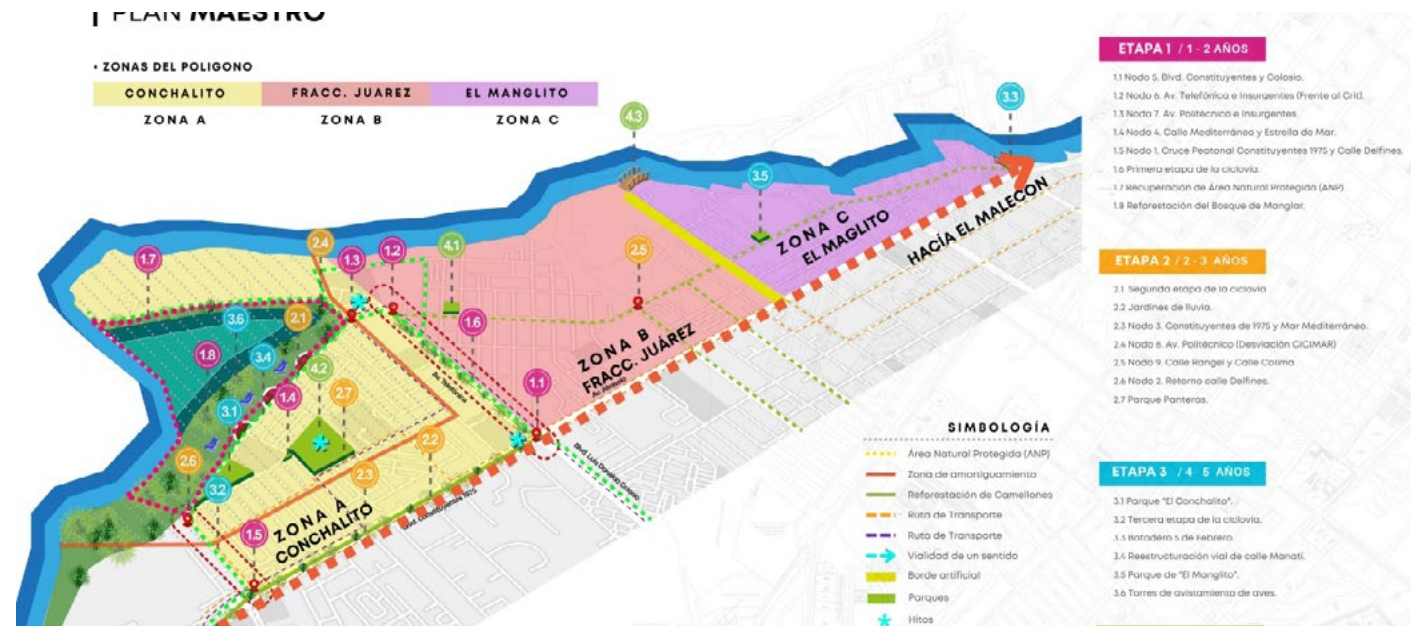 PLAN MAESTRO
• ZONAS DEL POLIGONO
CONCHALITO FRACC. JUAREZ EL MANGLITO
ZONA A ZONA B ZONA C
4.3
3.3
3.5
2.4
1.3
1.2
4.1
2.5
1.7
3.6
2.1
1.6
1.8
3.4
4.2
2.7
1.4
1.1
3.1
2.6
2.2
2.3
3.2
1.5
ZONA C
EL MAGLITO
HACÍA EL MALECON
ZONA B
FRACC. JUÁREZ
ZONA A
CONCHALITO
Blvd. Constituyentes 1975
Blvd. Luis Donaldo Colosio
ETAPA 1 / 1 - 2 AÑOS
1.1 Nodo 5. Blvd. Constituyentes y Colosio.
1.2 Nodo 6. Av. Telefónica e Insurgentes (Frente al Crit).
1.3 Nodo 7. Av. Politécnico e Insurgentes.
1.4 Nodo 4. Calle Mediterráneo y Estrella de Mar.
1.5 Nodo 1. Cruce Peatonal Constituyentes 1975 y Calle Delfines.
1.6 Primera etapa de la ciclovía.
1.7 Recuperación de Área Natural Protegida (ANP)
1.8 Reforestación del Bosque de Manglar.
ETAPA 2 / 2 - 3 AÑOS
2.1 Segunda etapa de la ciclovía
2.2 Jardines de lluvia.
2.3 Nodo 3. Constituyentes de 1975 y Mar Mediterráneo.
2.4 Nodo 8. Av. Politécnico (Desviación CICIMAR)
2.5 Nodo 9. Calle Rangel y Calle Colima
2.6 Nodo 2. Retorno calle Delfines.
2.7 Parque Panteras.
ETAPA 3 / 4 - 5 AÑOS
3.1 Parque "El Conchalito".
3.2 Tercera etapa de la ciclovía.
3.3 Botadero 5 de Febrero
3.4 Reestructuración vial de calle Manatí.
3.5 Parque de "El Manglito".
3.6 Torres de avistamiento de aves.
SIMBOLOGÍA
Área Natural Protegida (ANP)
Zona de amortiguamiento
Reforestación de Camellones
Ruta de Transporte
Ruta de Transporte
Vialidad de un sentido
Borde artificial
Parques
Hitos